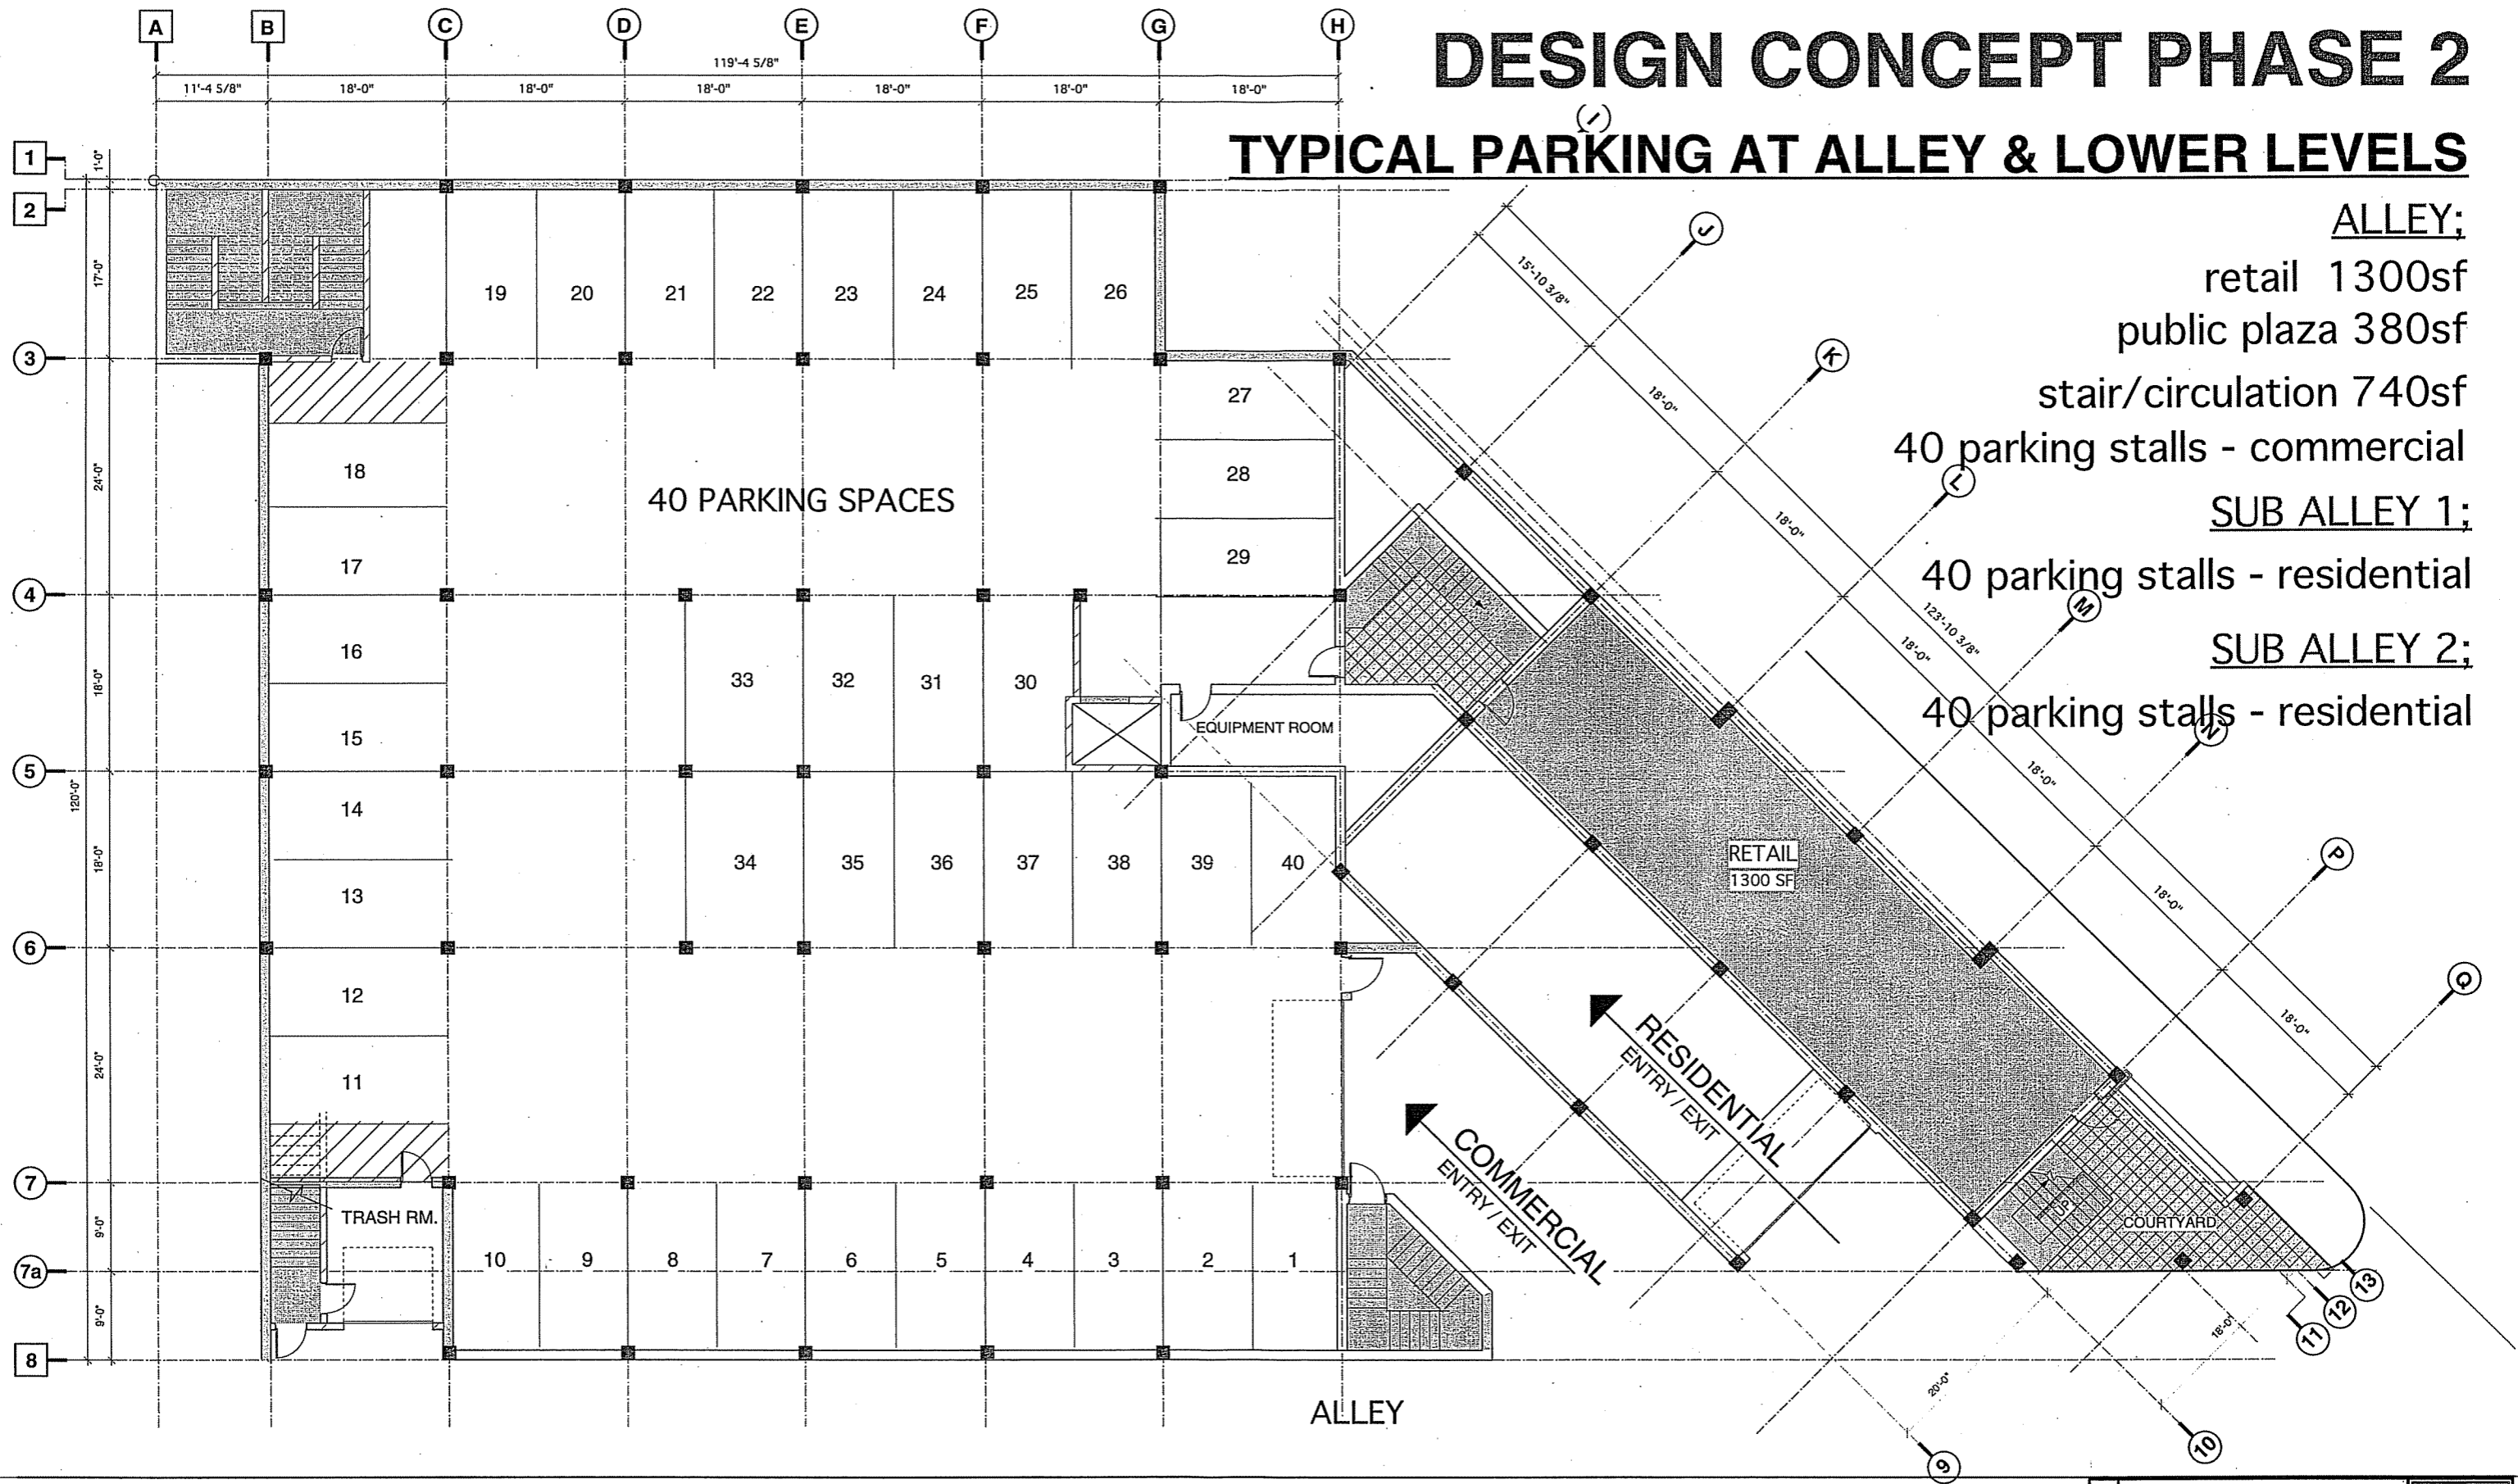 A B C D E F G H
DESIGN CONCEPT PHASE 2
119'-4 5/8"
11'-4 5/8" 18'-0" 18'-0" 18'-0" 18'-0" 18'-0" 18'-0"
I
TYPICAL PARKING AT ALLEY & LOWER LEVELS
1
1'-0"
2
ALLEY;
J
retail 1300sf
17'-0"
15'-10 3/8"
19 20 21 22 23 24 25 26
public plaza 380sf
3
K
stair/circulation 740sf
27
18'-0"
40 parking stalls - commercial
18 28
24'-0"
L
40 PARKING SPACES
SUB ALLEY 1;
18'-0"
17 29
40 parking stalls - residential
4
M
123'-10 3/8"
18'-0"
16
SUB ALLEY 2;
33 32 31 30
18'-0"
40 parking stalls - residential
EQUIPMENT ROOM
N
15
5
18'-0"
120'-0"
14
RETAIL
1300 SF
34 35 36 37 38 39 40
18'-0"
P
13
18'-0"
6
Q
12
18'-0"
RESIDENTIAL
ENTRY / EXIT
24'-0"
11
COMMERCIAL
ENTRY / EXIT
7
TRASH RM.
UP
COURTYARD
9'-0"
10 9 8 7 6 5 4 3 2 1
7a
13
12
11
9'-0"
18'-0"
8
20'-0"
ALLEY
10
9